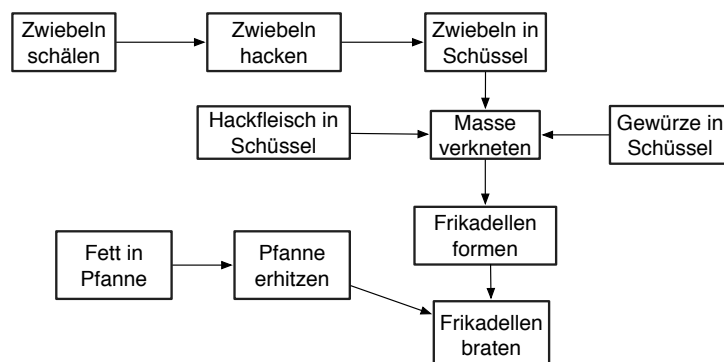 Zwiebeln
schälen
Zwiebeln
hacken
Zwiebeln in
Schüssel
Hackfleisch in
Schüssel
Masse
verkneten
Gewürze in
Schüssel
Frikadellen
formen
Fett in
Pfanne
Pfanne
erhitzen
Frikadellen
braten